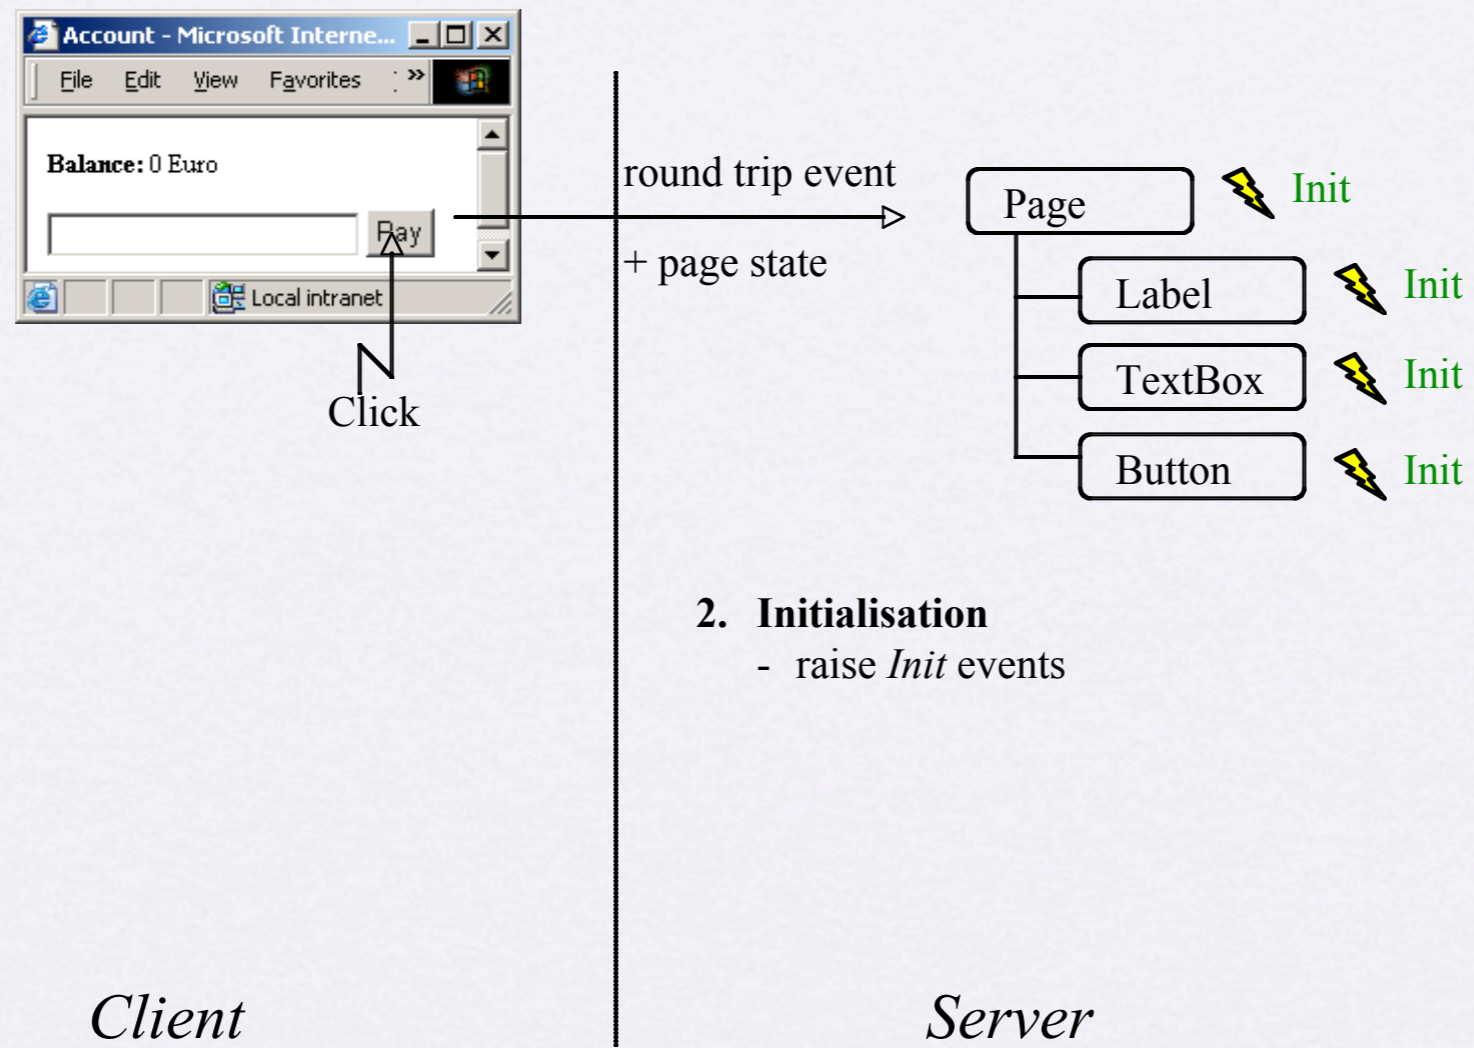 Account - Microsoft Interne...
File Edit View Favorites »
Balance: 0 Euro
Pay
Local intranet
Click
round trip event
+ page state
Page
Init
Label
Init
TextBox
Init
Button
Init
2. Initialisation
- raise Init events
Client
Server